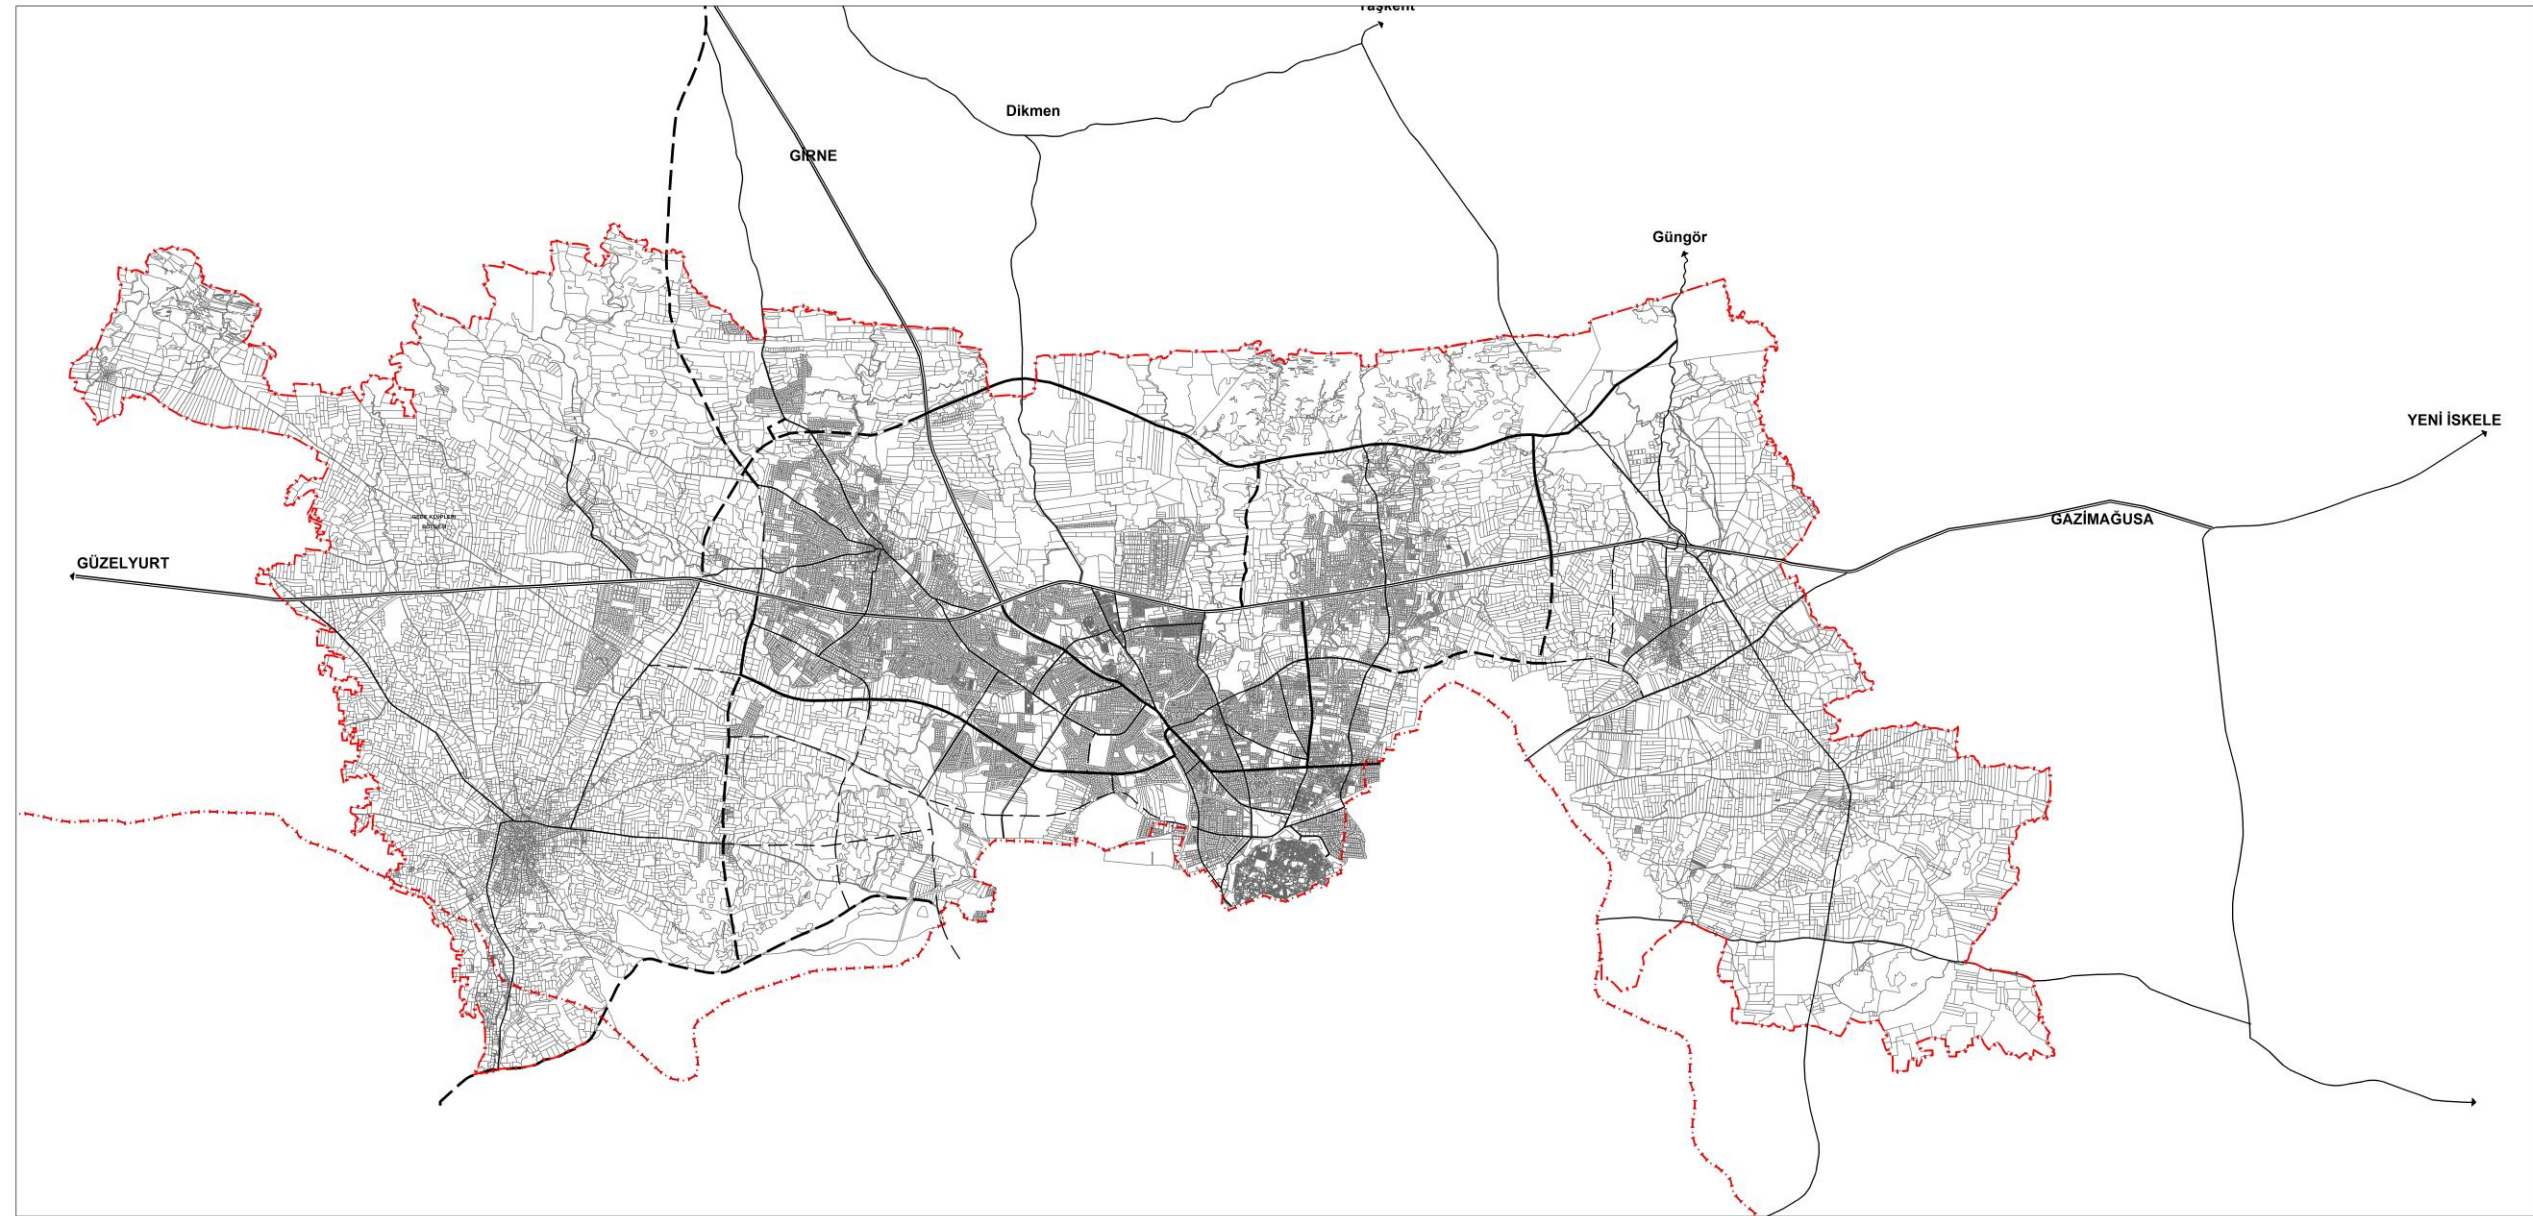 Taşkent
Dikmen
GİRNE
Güngör
YENİ İSKELE
GAZİMAĞUSA
GÜZELYURT